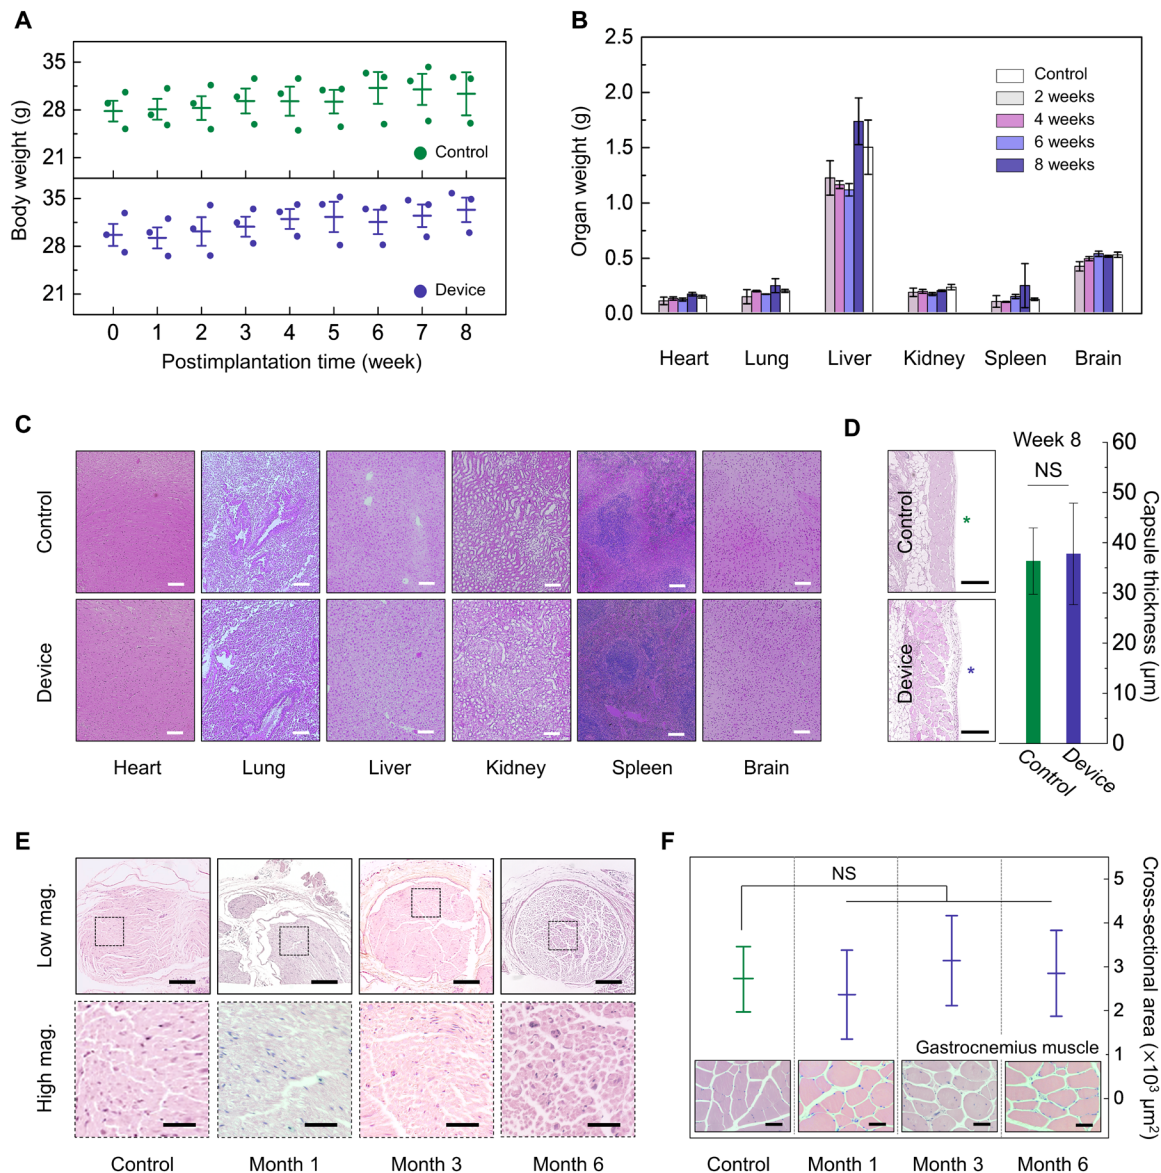 A
Body weight (g)
35
28
21
Control
35
28
21
Device
0 1 2 3 4 5 6 7 8
Postimplantation time (week)
B
Organ weight (g)
2.5
2.0
1.5
1.0
0.5
0.0
Control
2 weeks
4 weeks
6 weeks
8 weeks
Heart Lung Liver Kidney Spleen Brain
C
Control
Device
Heart Lung Liver Kidney Spleen Brain
D
Week 8
NS
Control
*
Device
*
60
50
40
30
20
10
0
Capsule thickness (μm)
Control Device
E
Low mag.
High mag.
Control Month 1 Month 3 Month 6
F
NS
5
4
3
2
1
0
Cross-sectional area (×10³ μm²)
Gastrocnemius muscle
Control Month 1 Month 3 Month 6